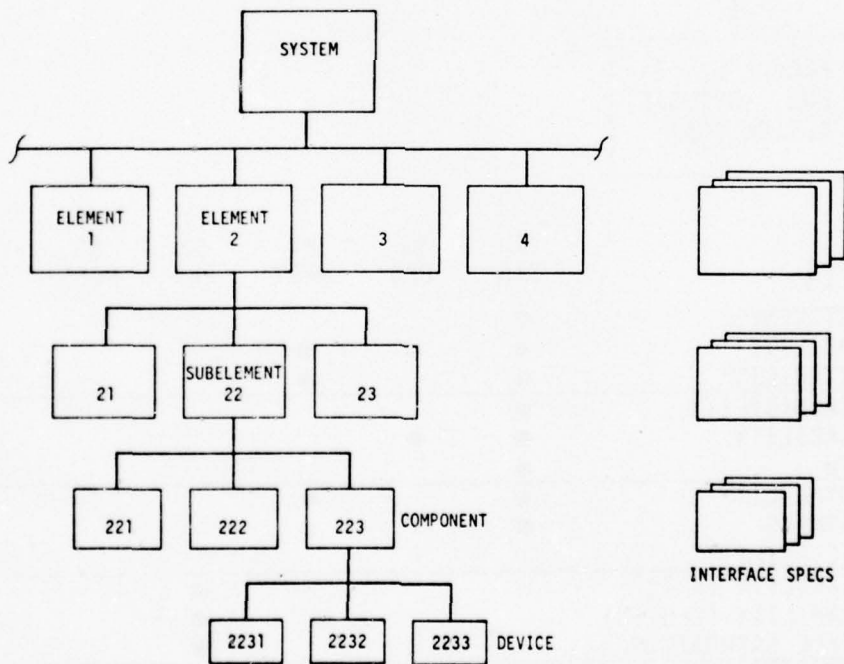 SYSTEM
ELEMENT
1
ELEMENT
2
3
4
21
SUBELEMENT
22
23
221
222
223
COMPONENT
INTERFACE SPECS
2231
2232
2233
DEVICE